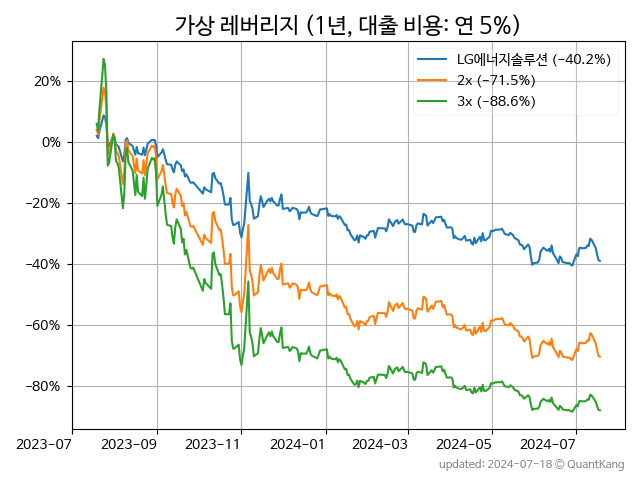 가상 레버리지 (1년, 대출 비용: 연 5%)
LG에너지솔루션 (−40.2%)
2x (−71.5%)
3x (−88.6%)
20%
0%
−20%
−40%
−60%
−80%
2023-07 2023-09 2023-11 2024-01 2024-03 2024-05 2024-07
updated: 2024-07-18 © QuantKang